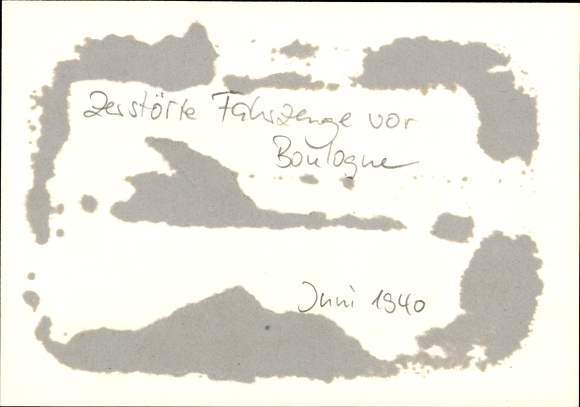 zerstörte Fahrzeuge vor
Boulogne
Juni 1940